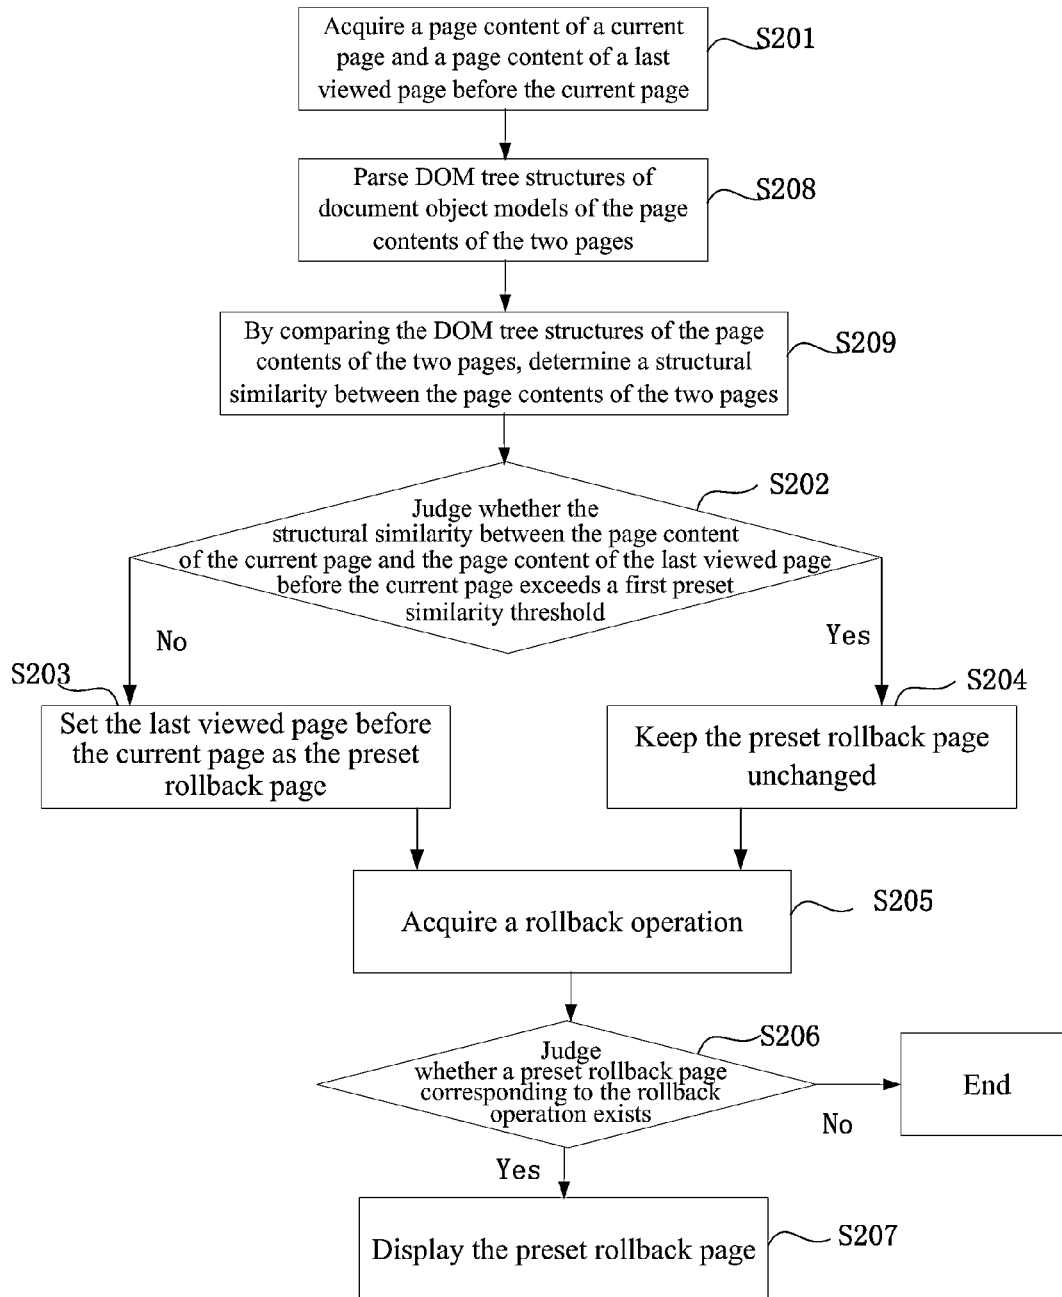 Acquire a page content of a current
page and a page content of a last
viewed page before the current page
S201
Parse DOM tree structures of
document object models of the page
contents of the two pages
S208
By comparing the DOM tree structures of the page
contents of the two pages, determine a structural
similarity between the page contents of the two pages
S209
Judge whether the
structural similarity between the page content
of the current page and the page content of the last viewed page
before the current page exceeds a first preset
similarity threshold
S202
No
Yes
S203
Set the last viewed page before
the current page as the preset
rollback page
S204
Keep the preset rollback page
unchanged
Acquire a rollback operation
S205
Judge
whether a preset rollback page
corresponding to the rollback
operation exists
S206
No
End
Yes
Display the preset rollback page
S207